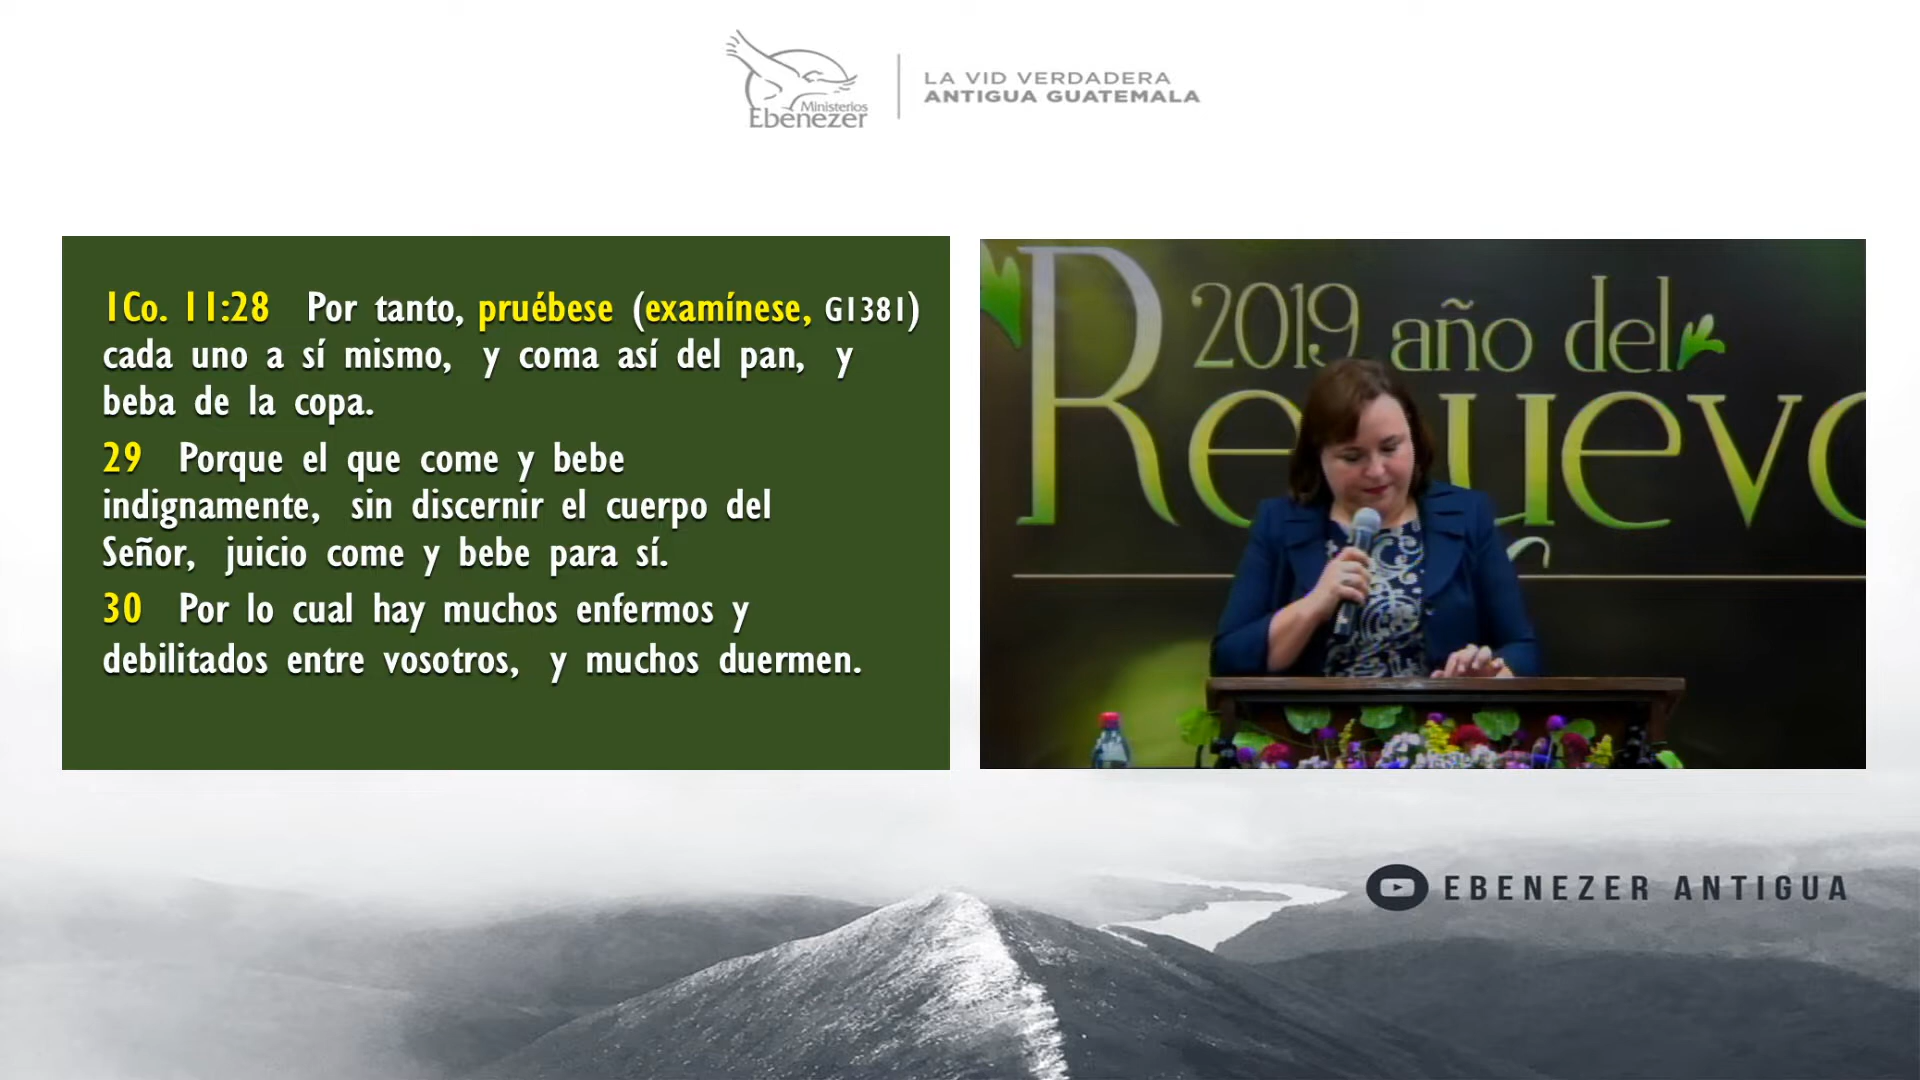 Ministerios
Ebenezer
LA VID VERDADERA
ANTIGUA GUATEMALA
1Co. 11:28 Por tanto, pruébese (examínese, G1381)
cada uno a sí mismo, y coma así del pan, y
beba de la copa.
29 Porque el que come y bebe
indignamente, sin discernir el cuerpo del
Señor, juicio come y bebe para sí.
30 Por lo cual hay muchos enfermos y
debilitados entre vosotros, y muchos duermen.
2019 año del
EBENEZER ANTIGUA